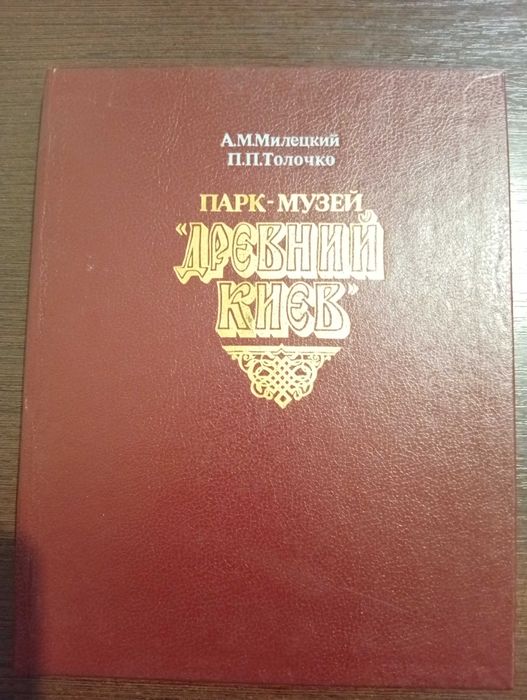 А.М.Милецкий
П.П.Толочко
ПАРК-МУЗЕЙ
"ДРЕВНИЙ
КИЕВ"